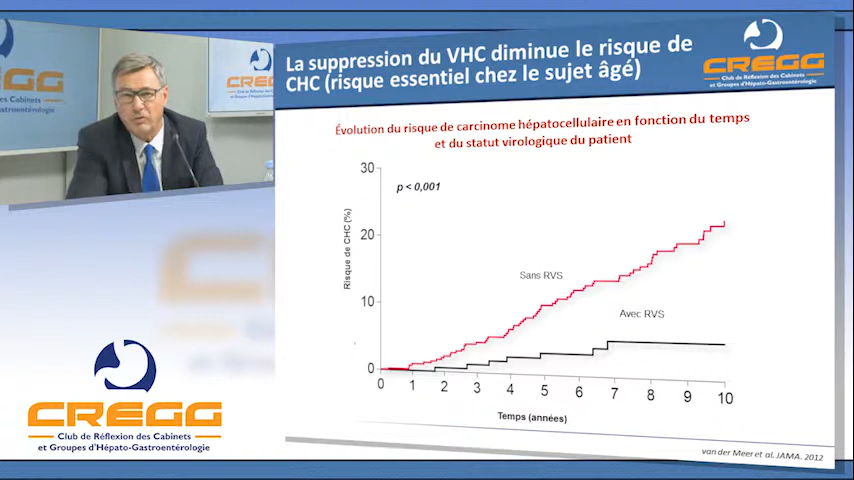 La suppression du VHC diminue le risque de
CHC (risque essentiel chez le sujet âgé)
CREGG
Club de Réflexion des Cabinets
et Groupes d'Hépato-Gastroentérologie
EGG
Cabinets
-Gastroentérologie
Évolution du risque de carcinome hépatocellulaire en fonction du temps
et du statut virologique du patient
p < 0,001
Risque de CHC (%)
30
20
10
0
Sans RVS
Avec RVS
0 1 2 3 4 5 6 7 8 9 10
Temps (années)
van der Meer et al. JAMA. 2012
CREGG
Club de Réflexion des Cabinets
et Groupes d'Hépato-Gastroentérologie